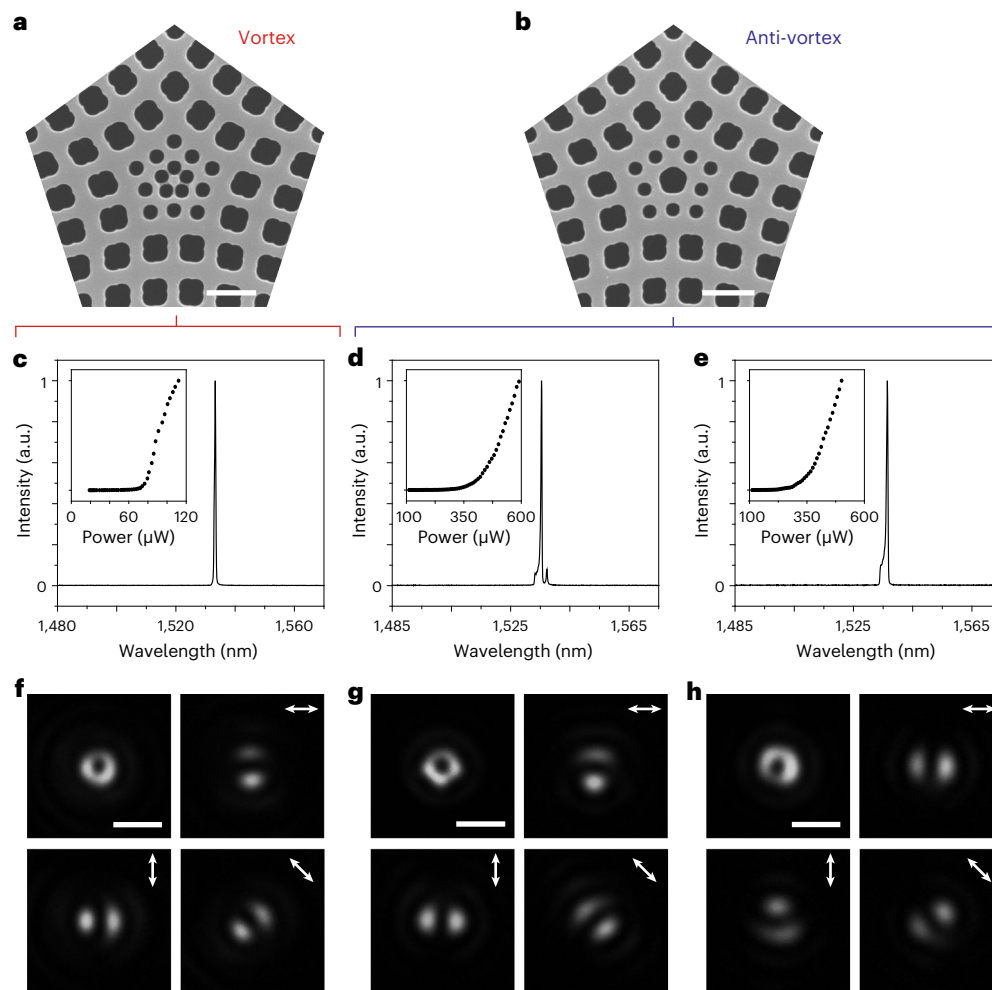 a
Vortex
b
Anti-vortex
c
Intensity (a.u.)
1
0
0 60 120
Power (µW)
1,480 1,520 1,560
Wavelength (nm)
d
Intensity (a.u.)
1
0
100 350 600
Power (µW)
1,485 1,525 1,565
Wavelength (nm)
e
Intensity (a.u.)
1
0
100 350 600
Power (µW)
1,485 1,525 1,565
Wavelength (nm)
f
g
h